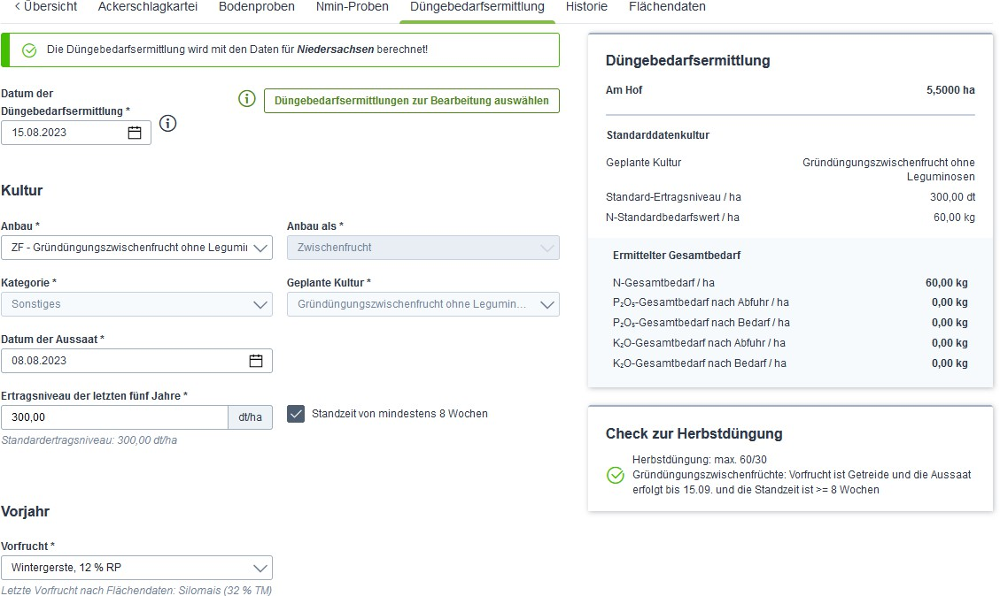 < Übersicht Ackerschlagkartei Bodenproben Nmin-Proben Düngebedarfsermittlung Historie Flächendaten
Die Düngebedarfsermittlung wird mit den Daten für Niedersachsen berechnet!
Datum der
Düngebedarfsermittlung *
15.08.2023
Düngebedarfsermittlungen zur Bearbeitung auswählen
Kultur
Anbau *
ZF - Gründüngungszwischenfrucht ohne Legumi
Anbau als *
Zwischenfrucht
Kategorie *
Sonstiges
Geplante Kultur *
Gründüngungszwischenfrucht ohne Legumin...
Datum der Aussaat *
08.08.2023
Ertragsniveau der letzten fünf Jahre *
300,00 dt/ha
Standzeit von mindestens 8 Wochen
Standardertragsniveau: 300,00 dt/ha
Vorjahr
Vorfrucht *
Wintergerste, 12 % RP
Letzte Vorfrucht nach Flächendaten: Silomais (32 % TM)
Düngebedarfsermittlung
Am Hof 5,5000 ha
Standarddatenkultur
Geplante Kultur Gründüngungszwischenfrucht ohne
Leguminosen
Standard-Ertragsniveau / ha 300,00 dt
N-Standardbedarfswert / ha 60,00 kg
Ermittelter Gesamtbedarf
N-Gesamtbedarf / ha 60,00 kg
P₂O₅-Gesamtbedarf nach Abfuhr / ha 0,00 kg
P₂O₅-Gesamtbedarf nach Bedarf / ha 0,00 kg
K₂O-Gesamtbedarf nach Abfuhr / ha 0,00 kg
K₂O-Gesamtbedarf nach Bedarf / ha 0,00 kg
Check zur Herbstdüngung
Herbstdüngung: max. 60/30
Gründüngungszwischenfrüchte: Vorfrucht ist Getreide und die Aussaat
erfolgt bis 15.09. und die Standzeit ist >= 8 Wochen